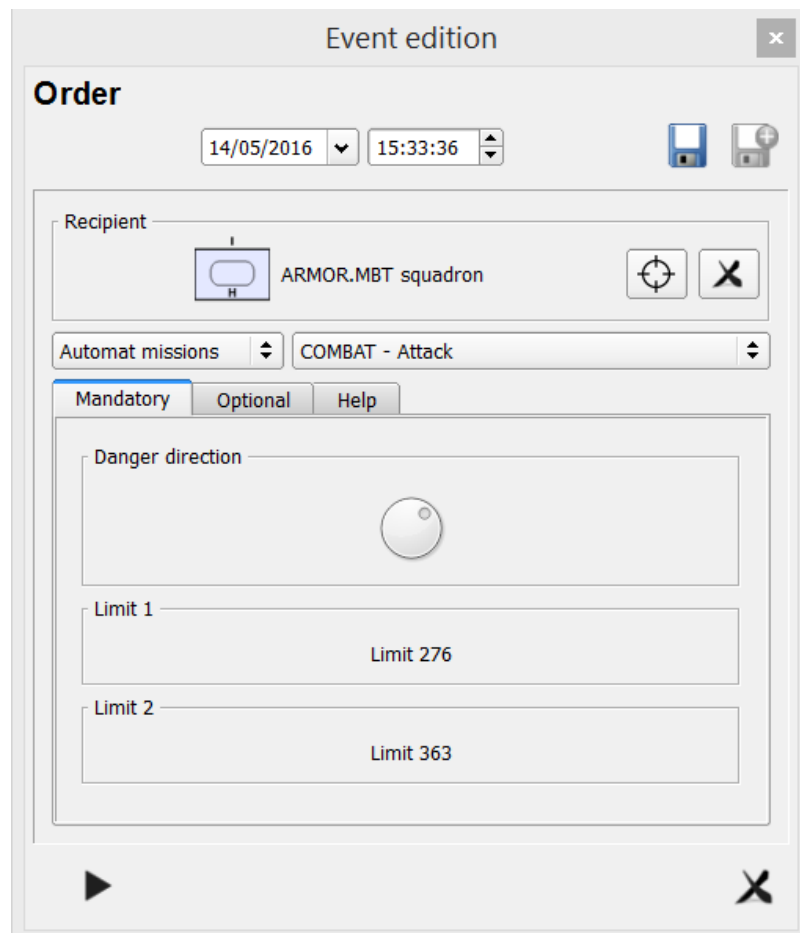 Event edition
Order
14/05/2016 15:33:36
Recipient
I
ARMOR.MBT squadron
H
Automat missions COMBAT - Attack
Mandatory Optional Help
Danger direction
Limit 1
Limit 276
Limit 2
Limit 363